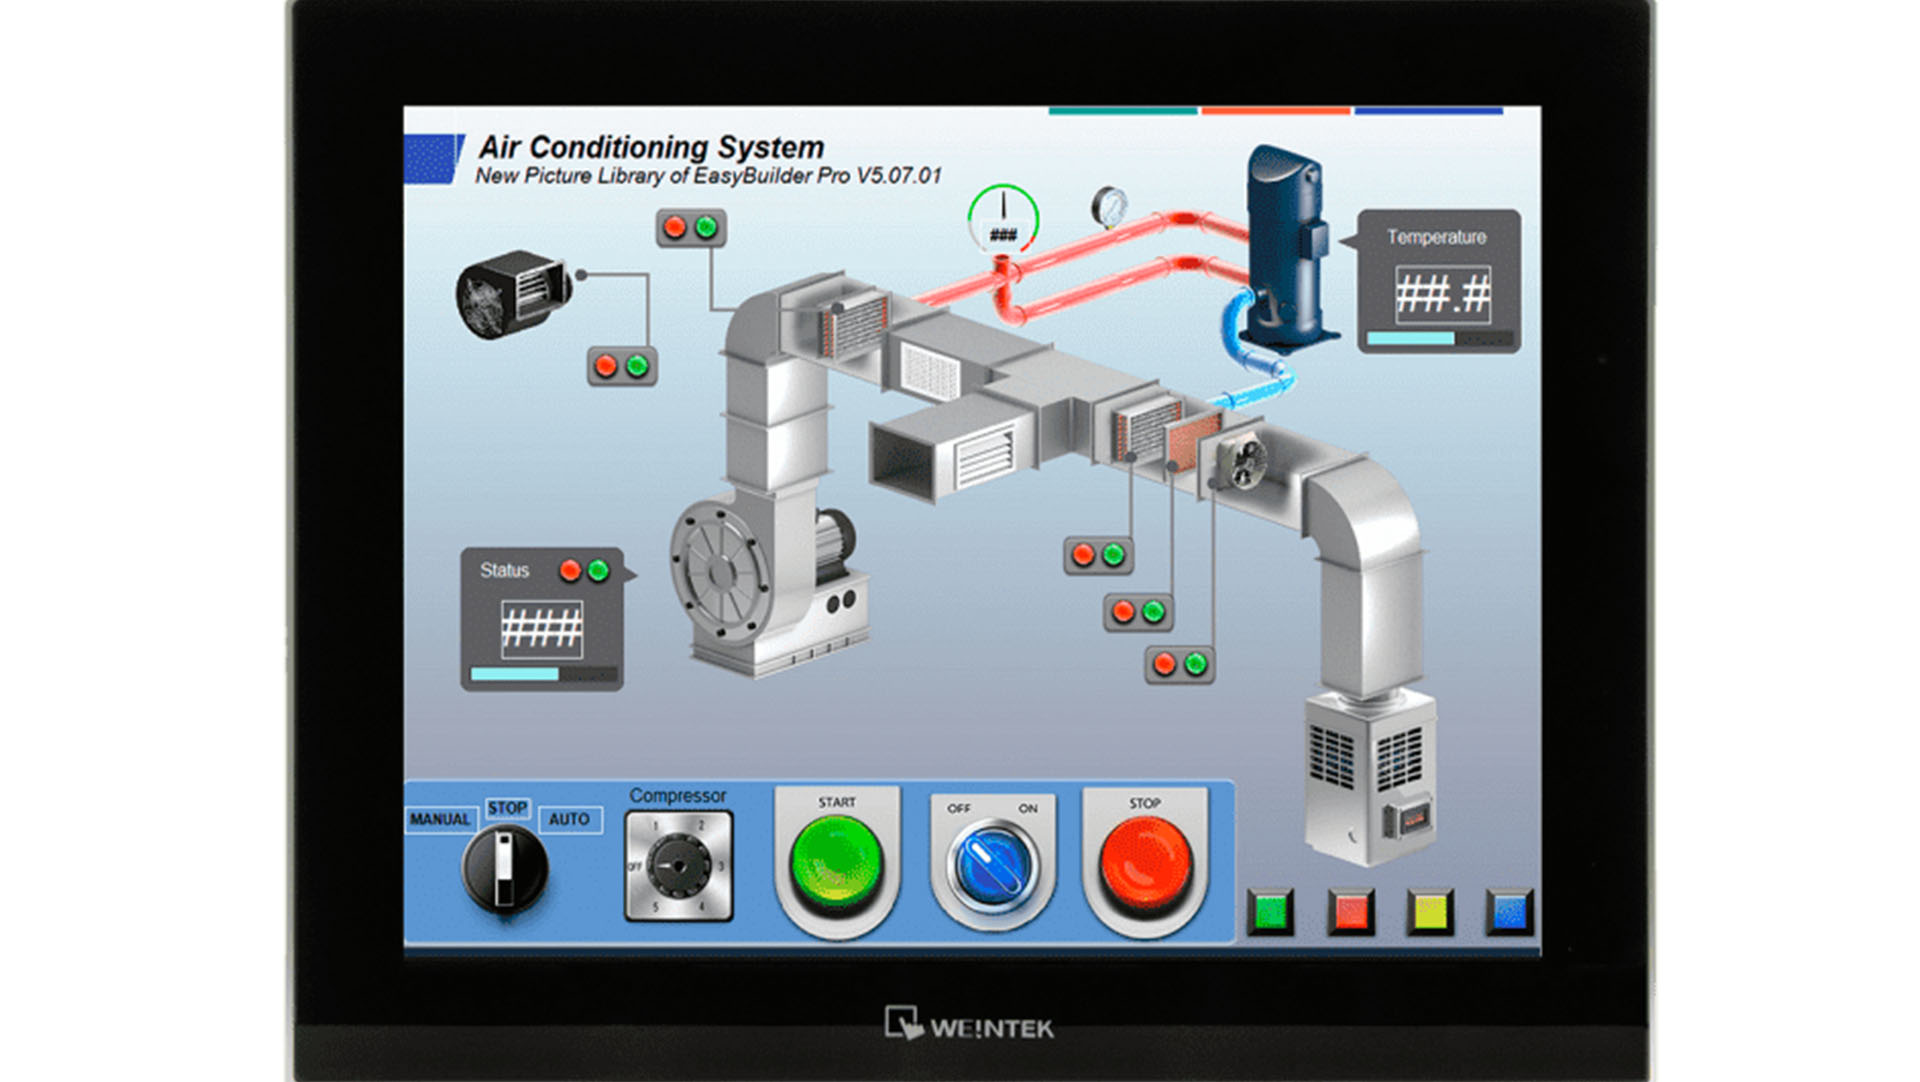 Air Conditioning System
New Picture Library of EasyBuilder Pro V5.07.01
###
Temperature
##.#
Status
###
MANUAL
STOP
AUTO
Compressor
1
2
OFF
3
5
4
START
OFF
ON
STOP
WEINTEK